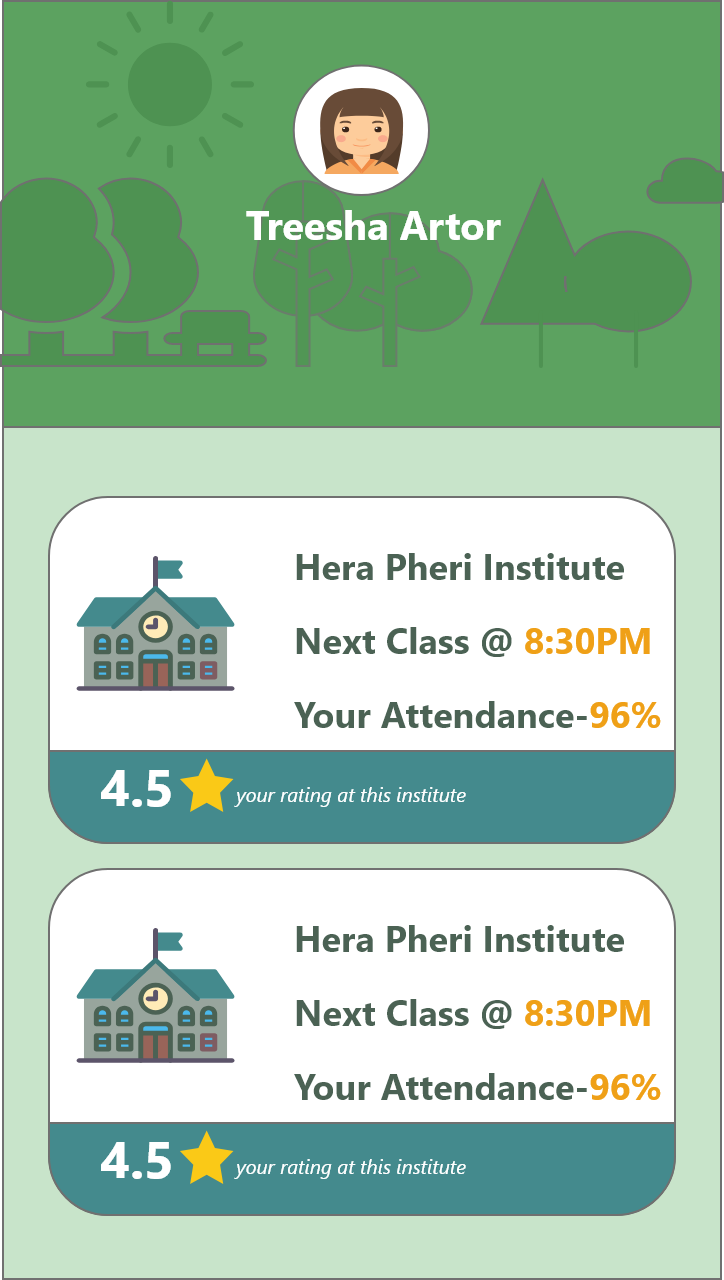 Treesha Artor
Hera Pheri Institute
Next Class @ 8:30PM
Your Attendance-96%
4.5 your rating at this institute
Hera Pheri Institute
Next Class @ 8:30PM
Your Attendance-96%
4.5 your rating at this institute